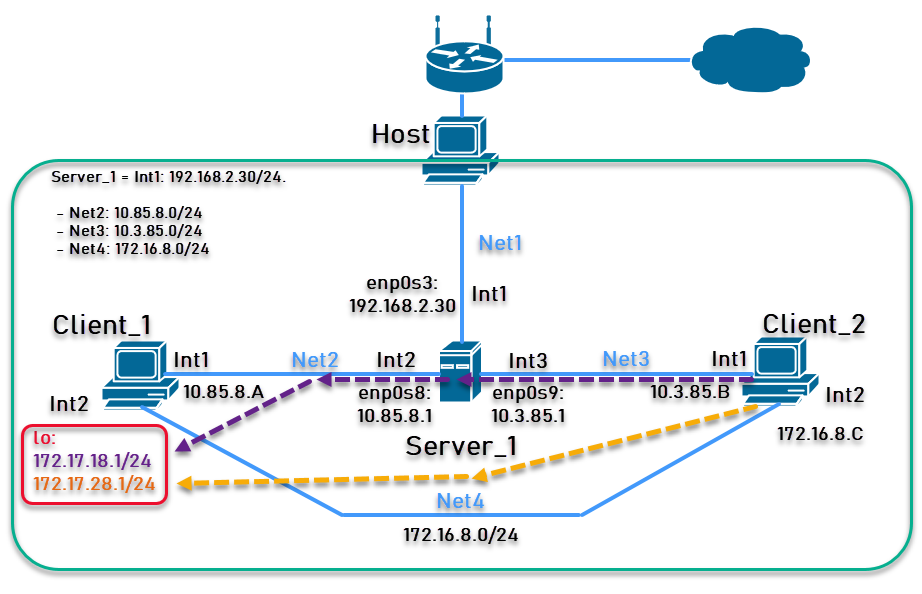 Host
Server_1 = Int1: 192.168.2.30/24.
- Net2: 10.85.8.0/24
- Net3: 10.3.85.0/24
- Net4: 172.16.8.0/24
Net1
enp0s3:
192.168.2.30
Int1
Client_1
Client_2
Int1
Net2
Int2
Int3
Net3
Int1
10.85.8.A
enp0s8:
10.85.8.1
enp0s9:
10.3.85.1
10.3.85.B
Int2
Int2
Server_1
172.16.8.C
lo:
172.17.18.1/24
172.17.28.1/24
Net4
172.16.8.0/24